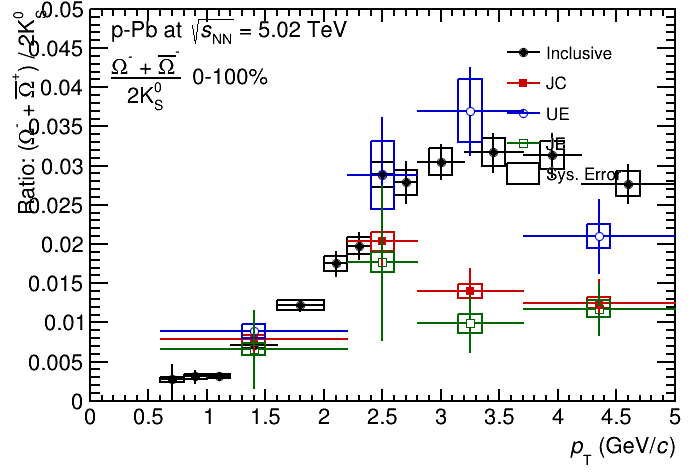 0.05
0.045
0.04
0.035
0.03
0.025
0.02
0.015
0.01
0.005
0
Ratio: (Ω⁻ + Ω̅⁺) / 2K⁰_S
p-Pb at √s_NN = 5.02 TeV
Ω⁻ + Ω̅⁻
0-100%
2K⁰_S
Inclusive
JC
UE
JE
Sys. Error
0 0.5 1 1.5 2 2.5 3 3.5 4 4.5 5
p_T (GeV/c)